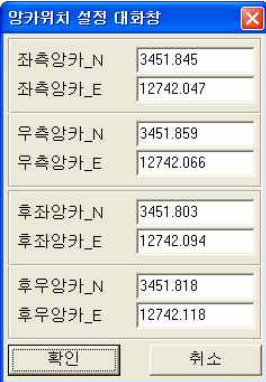 앙카위치 설정 대화창
좌측앙카_N 3451.845
좌측앙카_E 12742.047
우측앙카_N 3451.859
우측앙카_E 12742.066
후좌앙카_N 3451.803
후좌앙카_E 12742.094
후우앙카_N 3451.818
후우앙카_E 12742.118
확인 취소